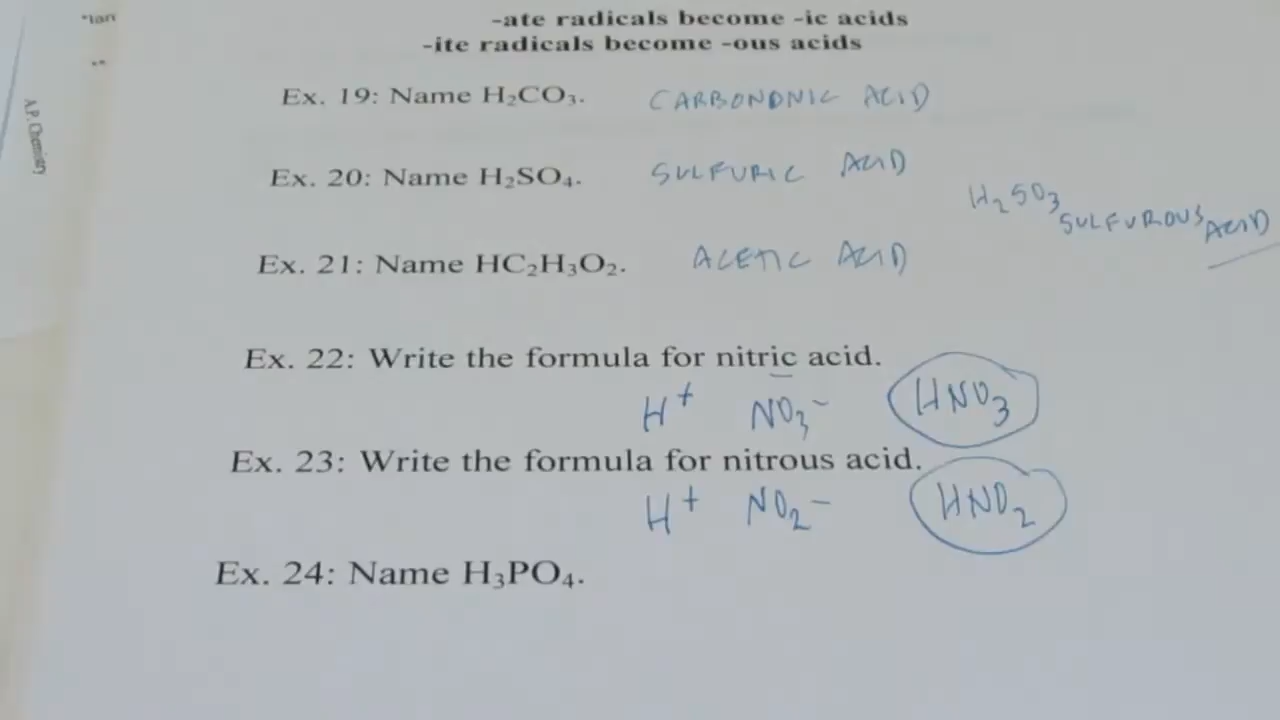 *Ian
-ate radicals become -ic acids
-ite radicals become -ous acids
A.P. Chemistry
Ex. 19: Name H₂CO₃. CARBONONIC ACID
Ex. 20: Name H₂SO₄. SULFURIC ACID
H₂SO₃
SULFUROUS ACID
Ex. 21: Name HC₂H₃O₂. ACETIC ACID
Ex. 22: Write the formula for nitric acid.
H⁺ NO₃⁻ HNO₃
Ex. 23: Write the formula for nitrous acid.
H⁺ NO₂⁻ HNO₂
Ex. 24: Name H₃PO₄.